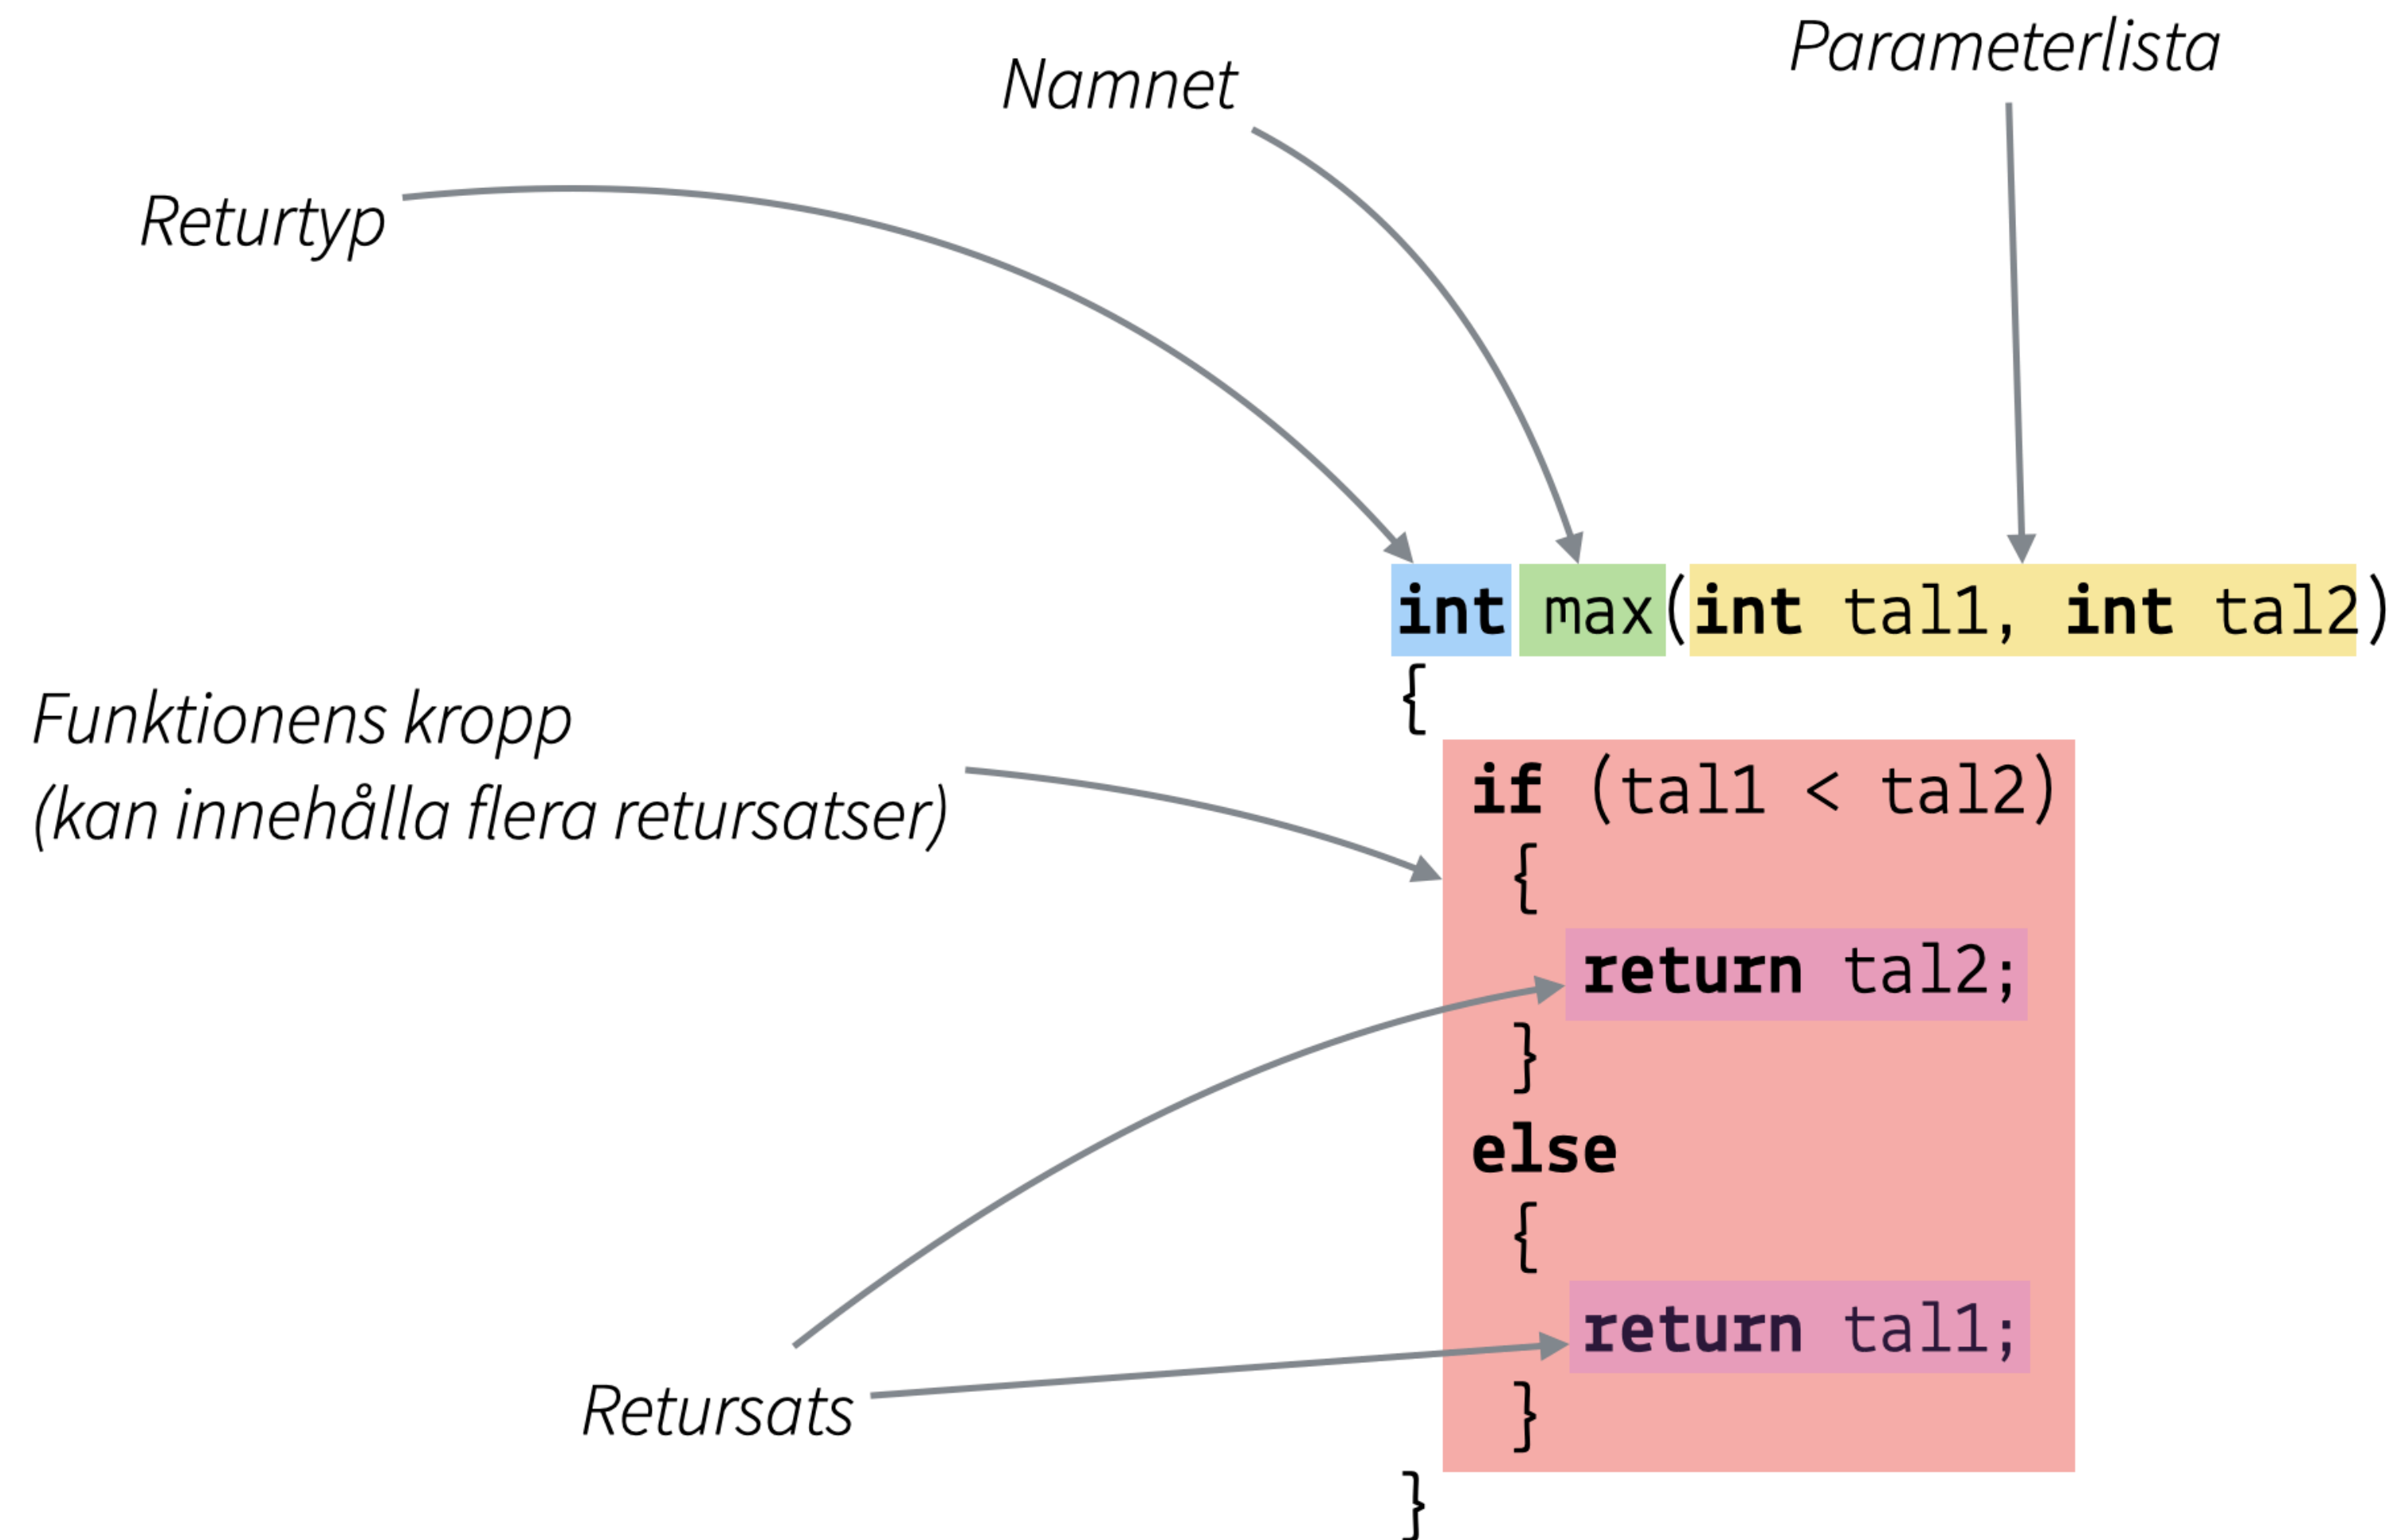 Parameterlista
Namnet
Returtyp
int max(int tal1, int tal2)
{
Funktionens kropp
(kan innehålla flera retursatser)
if (tal1 < tal2)
{
return tal2;
}
else
{
return tal1;
}
Retursats
}